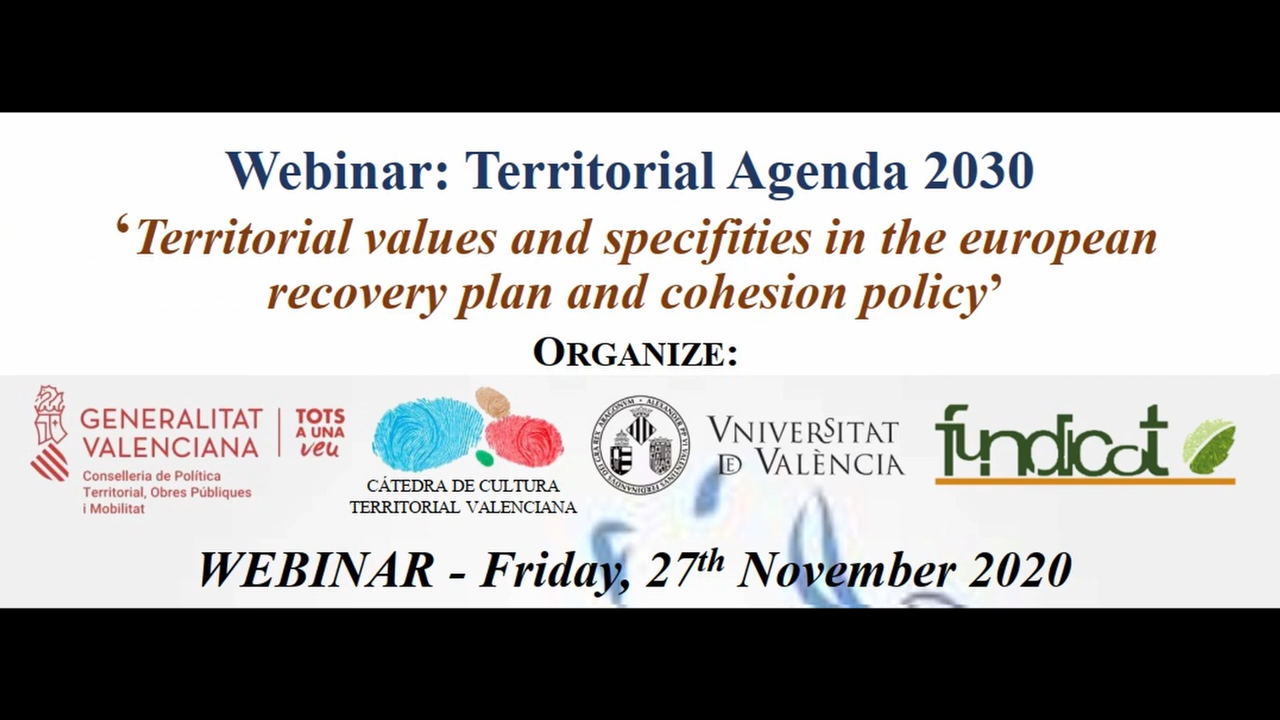 Webinar: Territorial Agenda 2030
‘Territorial values and specifities in the european
recovery plan and cohesion policy’
ORGANIZE:
GENERALITAT
VALENCIANA
TOTS
A UNA
veu
Conselleria de Política
Territorial, Obres Públiques
i Mobilitat
CÁTEDRA DE CULTURA
TERRITORIAL VALENCIANA
VNIVERSITAT
DE VALÈNCIA
fundicot
WEBINAR - Friday, 27th November 2020